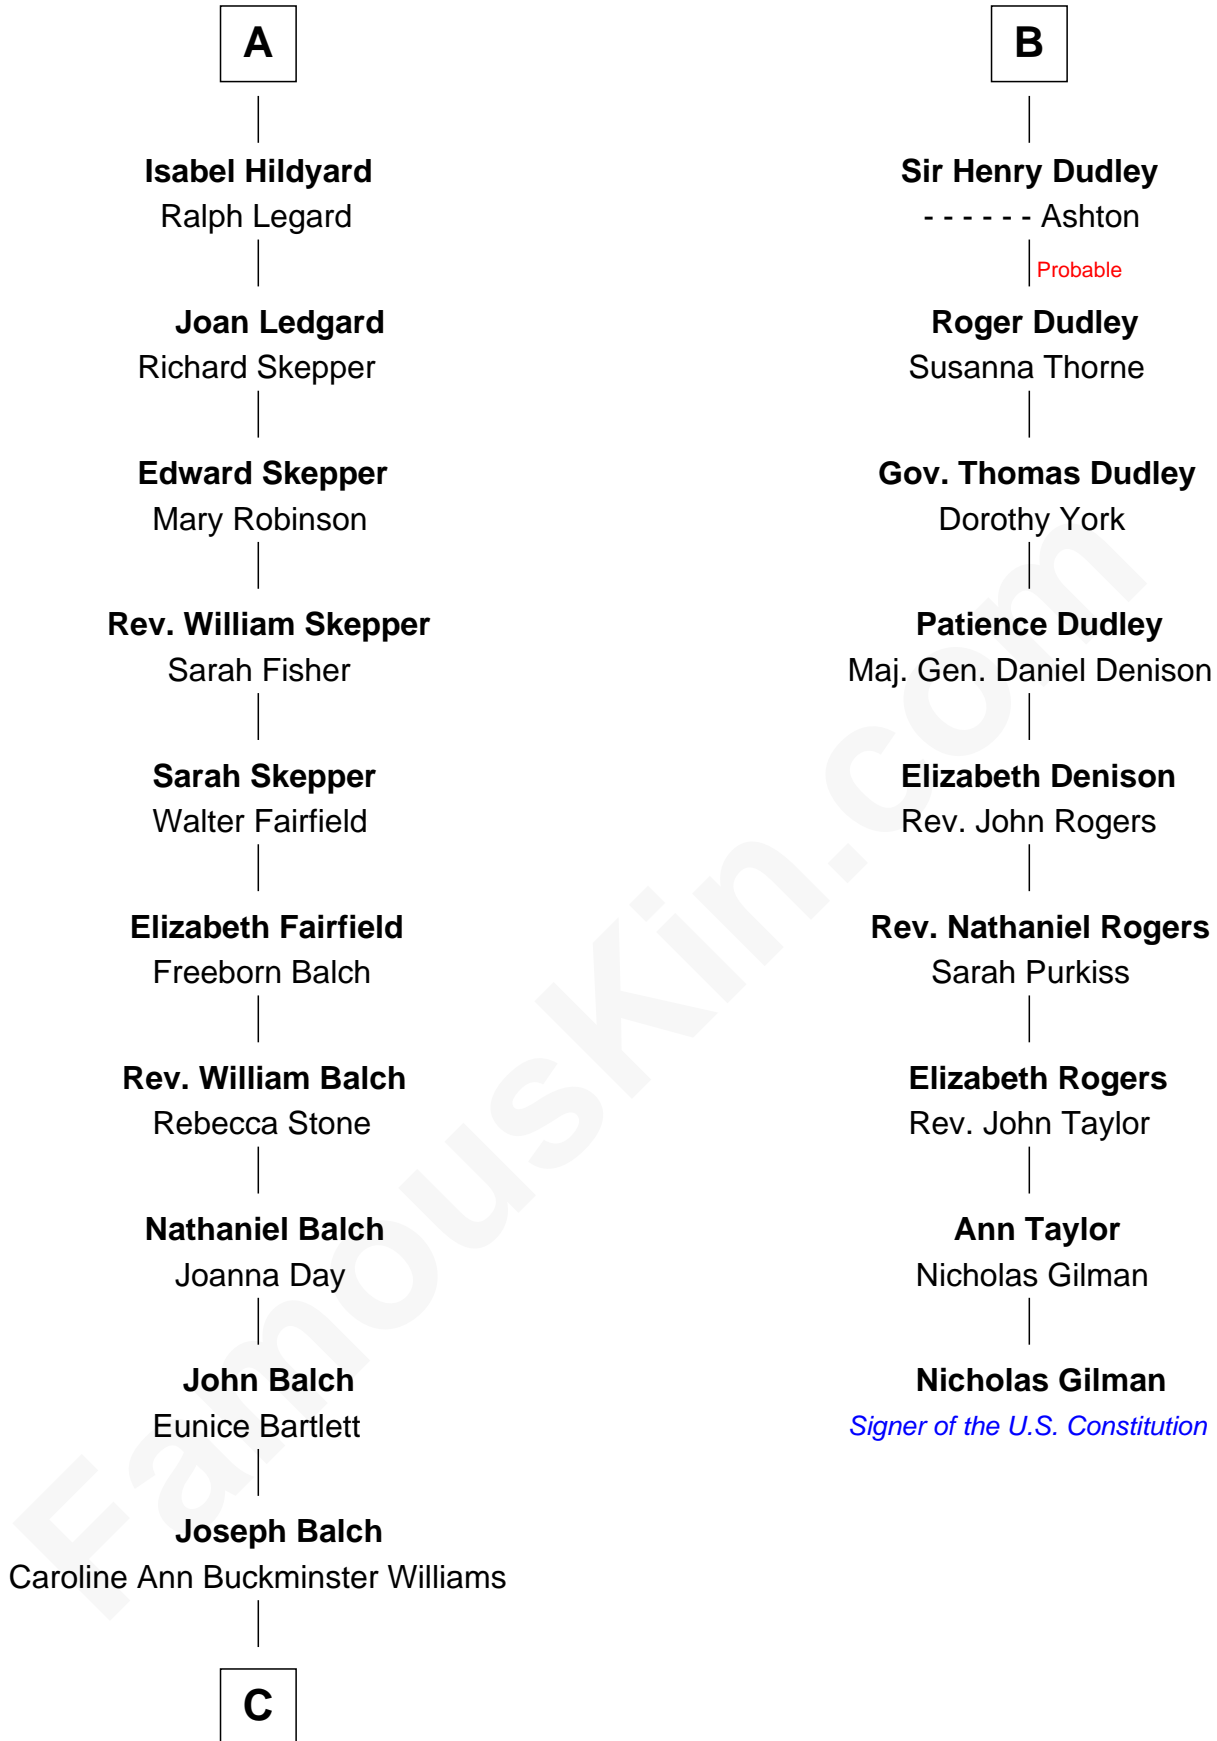 A
Isabel Hildyard
Ralph Legard
Joan Ledgard
Richard Skepper
Edward Skepper
Mary Robinson
Rev. William Skepper
Sarah Fisher
Sarah Skepper
Walter Fairfield
Elizabeth Fairfield
Freeborn Balch
Rev. William Balch
Rebecca Stone
Nathaniel Balch
Joanna Day
John Balch
Eunice Bartlett
Joseph Balch
Caroline Ann Buckminster Williams
C
B
Sir Henry Dudley
- - - - - - Ashton
Probable
Roger Dudley
Susanna Thorne
Gov. Thomas Dudley
Dorothy York
Patience Dudley
Maj. Gen. Daniel Denison
Elizabeth Denison
Rev. John Rogers
Rev. Nathaniel Rogers
Sarah Purkiss
Elizabeth Rogers
Rev. John Taylor
Ann Taylor
Nicholas Gilman
Nicholas Gilman
Signer of the U.S. Constitution
FamousKin.com